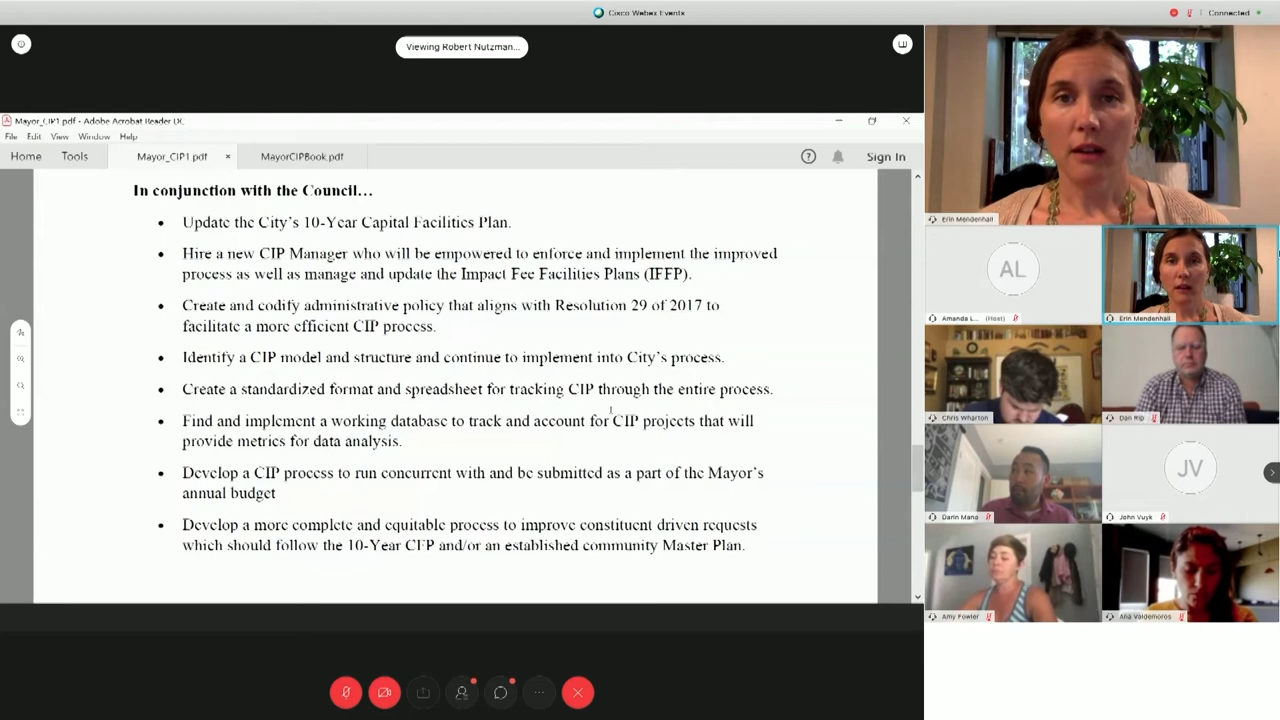 Cisco Webex Events
Connected
Viewing Robert Nutzman...
Mayor_CIP1.pdf - Adobe Acrobat Reader DC
File Edit View Window Help
Home Tools Mayor_CIP1.pdf × MayorCIPBook.pdf Sign In
In conjunction with the Council…
• Update the City's 10-Year Capital Facilities Plan.
• Hire a new CIP Manager who will be empowered to enforce and implement the improved
process as well as manage and update the Impact Fee Facilities Plans (IFFP).
• Create and codify administrative policy that aligns with Resolution 29 of 2017 to
facilitate a more efficient CIP process.
• Identify a CIP model and structure and continue to implement into City's process.
• Create a standardized format and spreadsheet for tracking CIP through the entire process.
• Find and implement a working database to track and account for CIP projects that will
provide metrics for data analysis.
• Develop a CIP process to run concurrent with and be submitted as a part of the Mayor's
annual budget
• Develop a more complete and equitable process to improve constituent driven requests
which should follow the 10-Year CFP and/or an established community Master Plan.
Erin Mendenhall
AL
Amanda L... (Host)
Erin Mendenhall
Chris Wharton
Dan Rip
Darin Mano
JV
John Vuyk
Amy Fowler
Ana Valdemoros